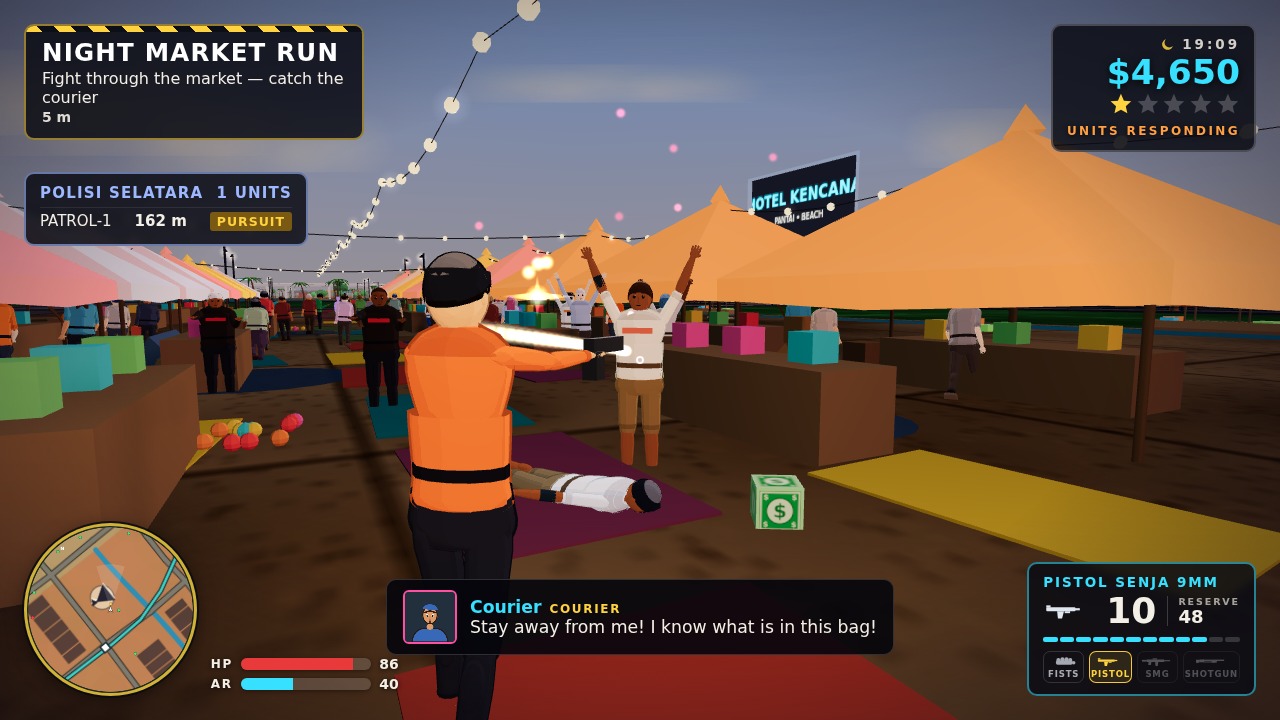 NIGHT MARKET RUN
Fight through the market — catch the
courier
5 m
19:09
$4,650
UNITS RESPONDING
POLISI SELATARA 1 UNITS
PATROL-1 162 m PURSUIT
HOTEL KENCANA
PANTAI • BEACH
$
Courier COURIER
Stay away from me! I know what is in this bag!
HP 86
AR 40
PISTOL SENJA 9MM
10 RESERVE
48
FISTS PISTOL SMG SHOTGUN